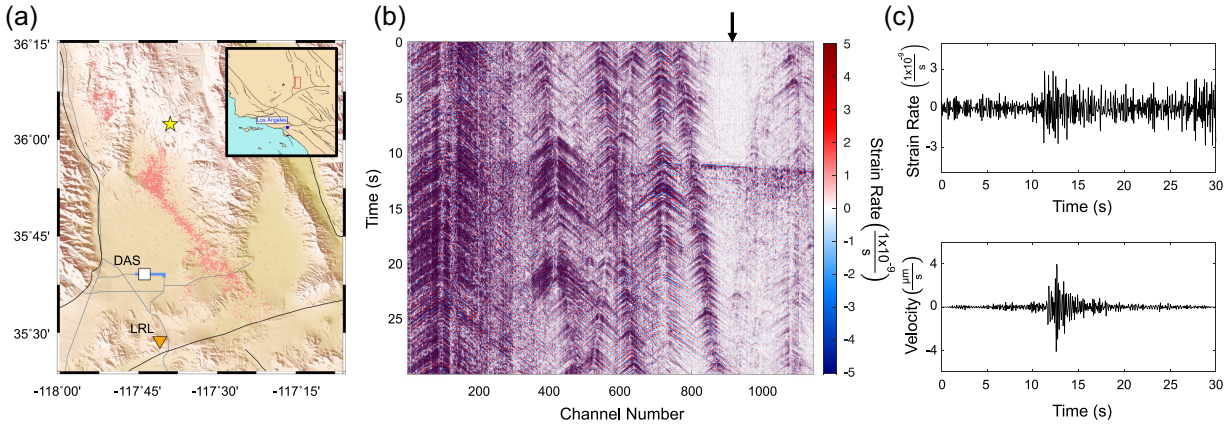 (a)
36°15'
36°00'
35°45'
35°30'
-118°00'
-117°45'
-117°30'
-117°15'
Los Angeles
DAS
LRL
(b)
0
5
10
15
20
25
Time (s)
200
400
600
800
1000
Channel Number
5
4
3
2
1
0
-1
-2
-3
-4
-5
Strain Rate (1x10-9/s)
(c)
3
0
-3
Strain Rate (1x10-9/s)
0 5 10 15 20 25 30
Time (s)
4
0
-4
Velocity (μm/s)
0 5 10 15 20 25 30
Time (s)